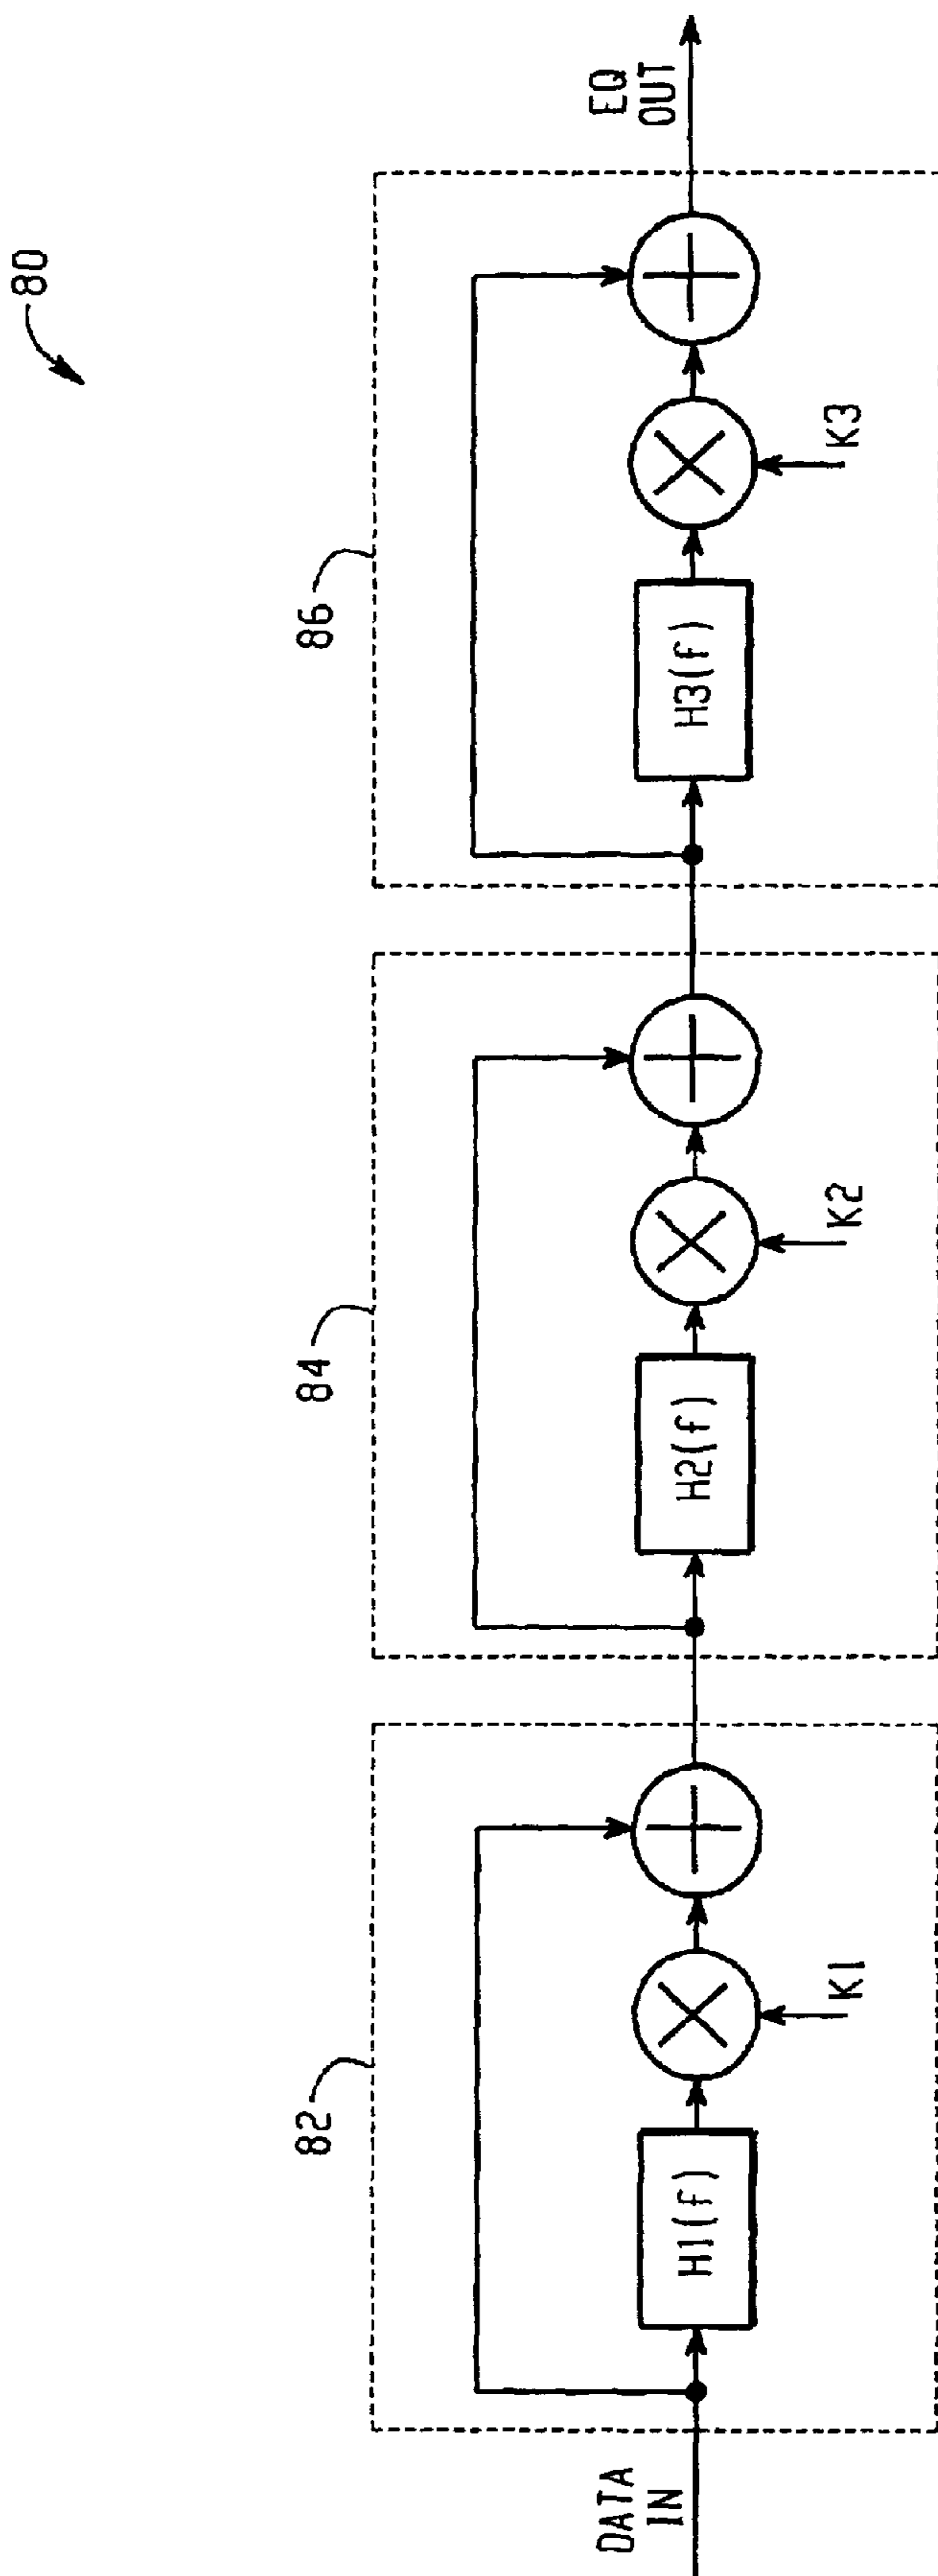 80
82
84
86
DATA
IN
H1(f)
K1
H2(f)
K2
H3(f)
K3
EQ
OUT